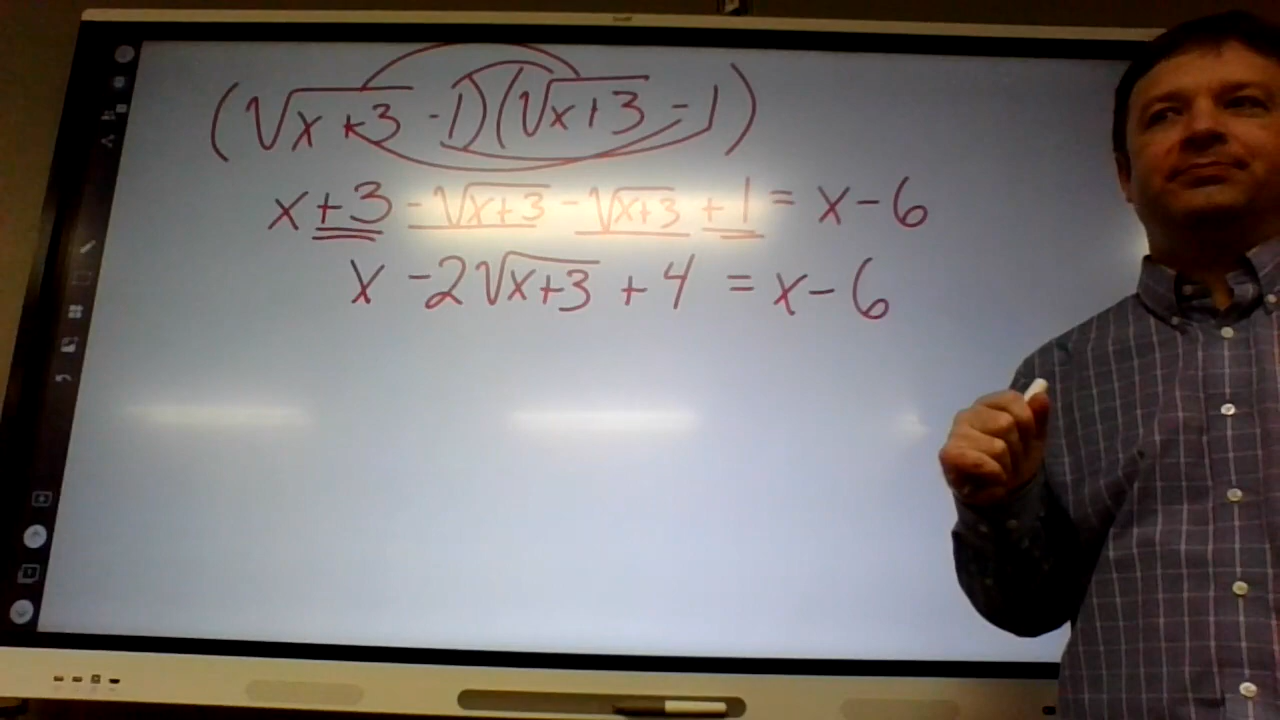 (√x+3 -1)(√x+3 -1)
x+3 -√x+3 -√x+3 +1 = x-6
x -2√x+3 +4 = x-6